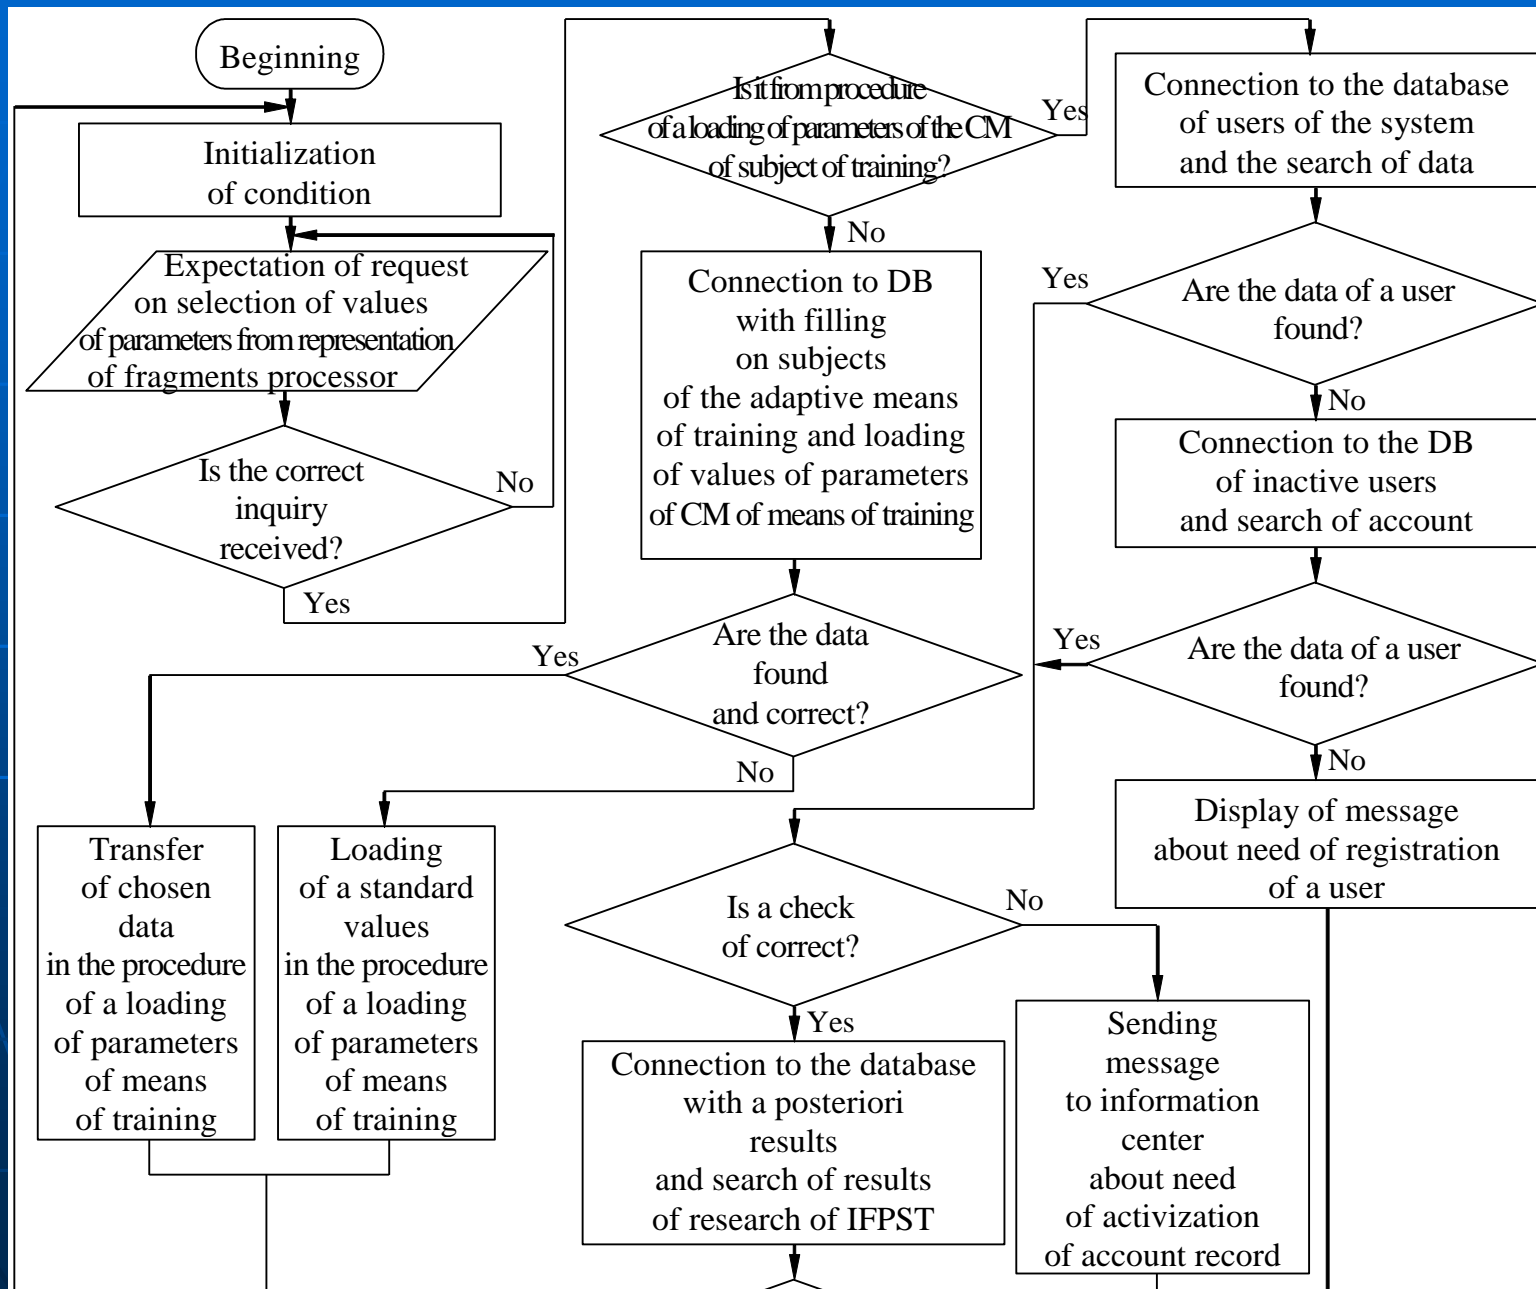 Beginning
Initialization
of condition
Expectation of request
on selection of values
of parameters from representation
of fragments processor
Is the correct
inquiry
received?
No
Yes
Is it from procedure
of a loading of parameters of the CM
of subject of training?
Yes
No
Connection to DB
with filling
on subjects
of the adaptive means
of training and loading
of values of parameters
of CM of means of training
Are the data
found
and correct?
Yes
No
Transfer
of chosen
data
in the procedure
of a loading
of parameters
of means
of training
Loading
of a standard
values
in the procedure
of a loading
of parameters
of means
of training
Connection to the database
of users of the system
and the search of data
Are the data of a user
found?
Yes
No
Connection to the DB
of inactive users
and search of account
Are the data of a user
found?
Yes
No
Display of message
about need of registration
of a user
Is a check
of correct?
No
Yes
Connection to the database
with a posteriori
results
and search of results
of research of IFPST
Sending
message
to information
center
about need
of activization
of account record